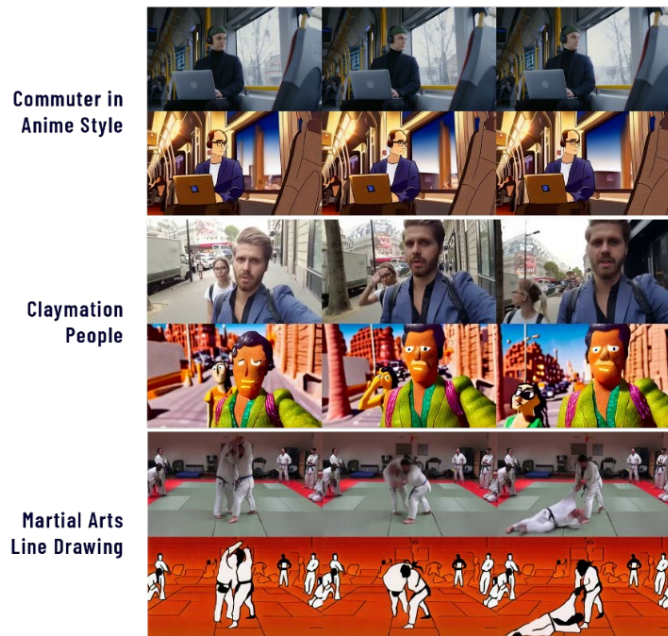 Commuter in
Anime Style
Claymation
People
Martial Arts
Line Drawing